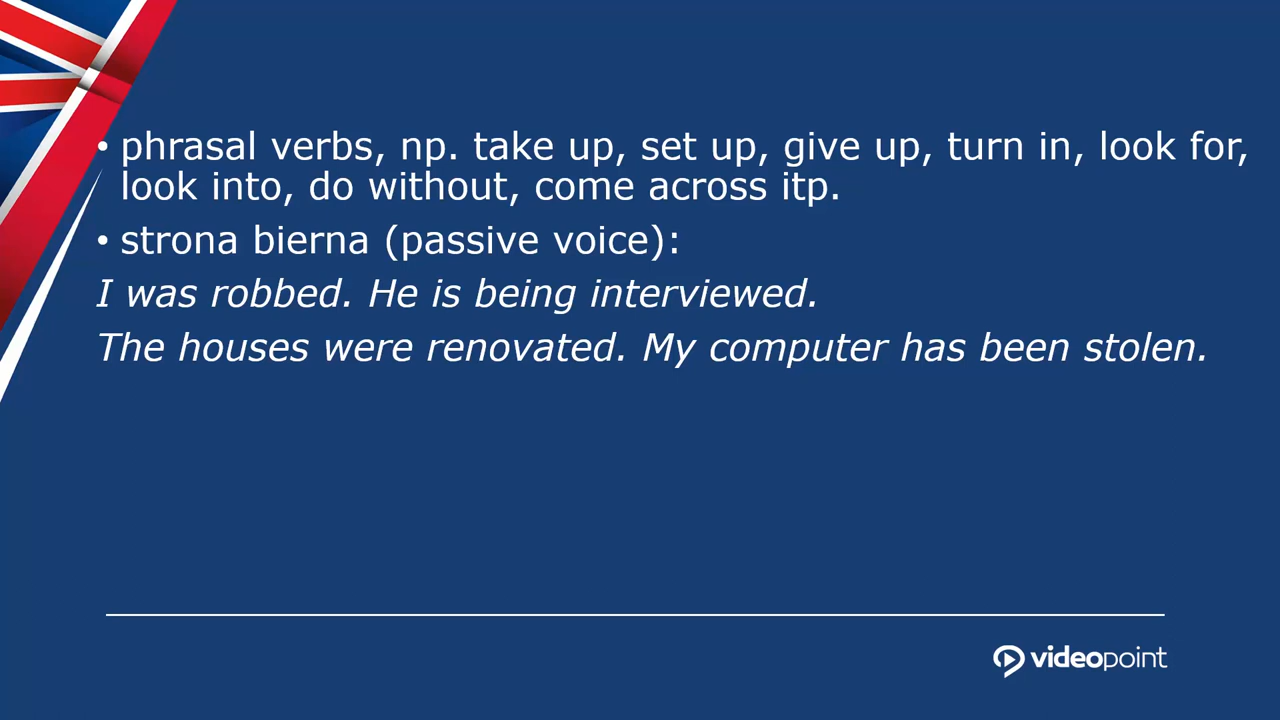 • phrasal verbs, np. take up, set up, give up, turn in, look for,
look into, do without, come across itp.
• strona bierna (passive voice):
I was robbed. He is being interviewed.
The houses were renovated. My computer has been stolen.
videopoint